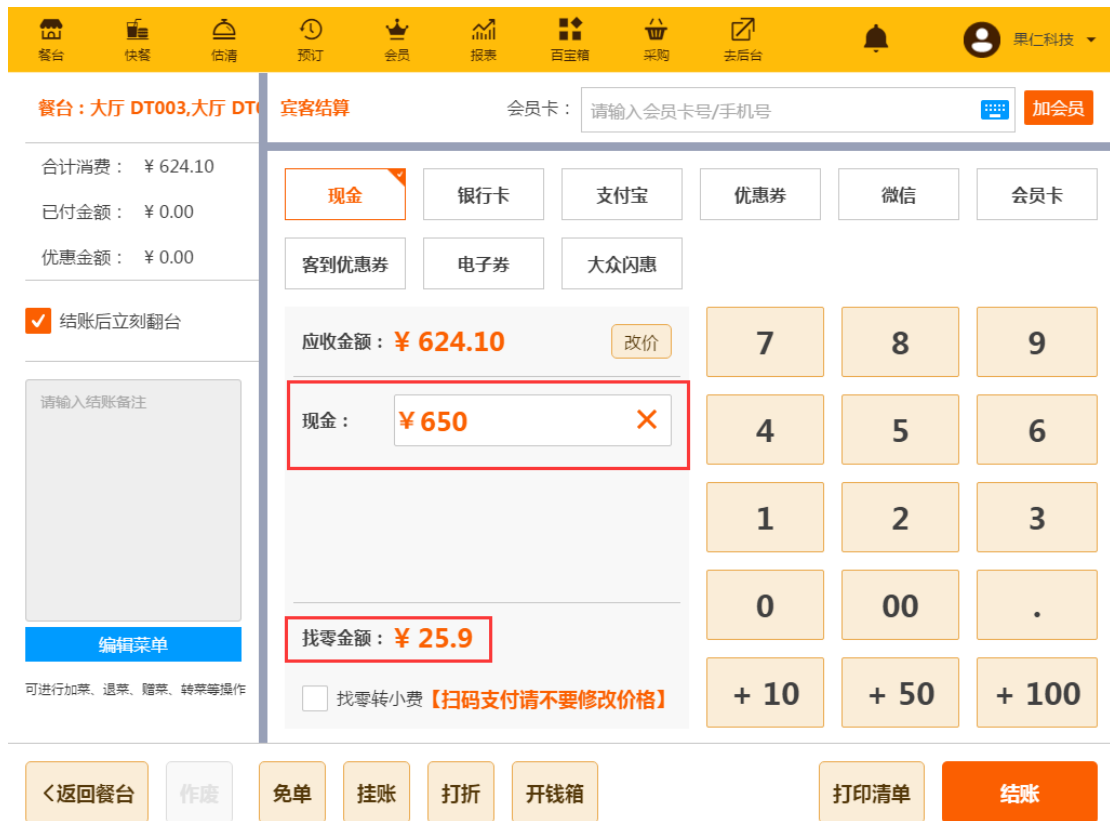 餐台
快餐
估清
预订
会员
报表
百宝箱
采购
去后台
果仁科技
餐台：大厅 DT003,大厅 DT
宾客结算
会员卡：
请输入会员卡号/手机号
加会员
合计消费： ￥624.10
已付金额： ￥0.00
优惠金额： ￥0.00
结账后立刻翻台
请输入结账备注
编辑菜单
可进行加菜、退菜、赠菜、转菜等操作
现金
银行卡
支付宝
优惠券
微信
会员卡
客到优惠券
电子券
大众闪惠
应收金额：￥624.10
改价
现金：
￥650
找零金额：￥25.9
找零转小费【扫码支付请不要修改价格】
7
8
9
4
5
6
1
2
3
0
00
.
+ 10
+ 50
+ 100
<返回餐台
作废
免单
挂账
打折
开钱箱
打印清单
结账